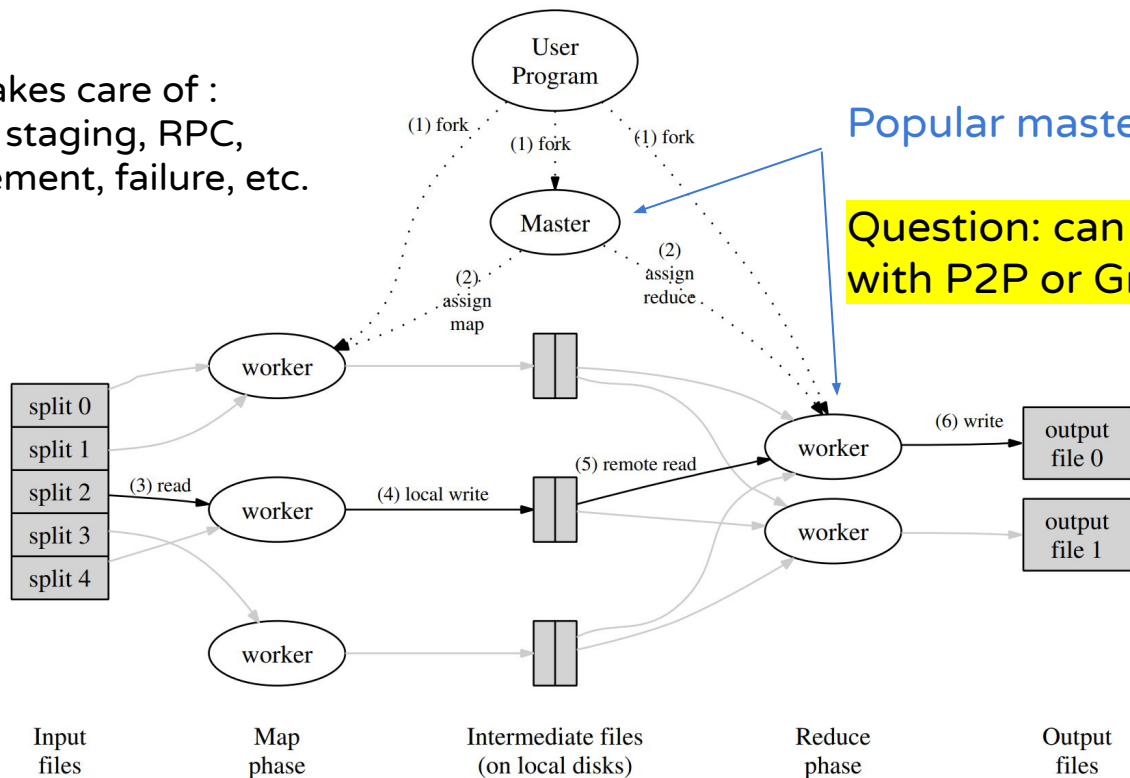 User
Program
akes care of :
staging, RPC,
ement, failure, etc.
(1) fork
(1) fork
(1) fork
Popular maste
Master
Question: can
with P2P or Gr
(2)
assign
map
(2)
assign
reduce
worker
split 0
split 1
split 2
split 3
split 4
(3) read
worker
(4) local write
(5) remote read
worker
(6) write
output
file 0
worker
output
file 1
worker
Input
files
Map
phase
Intermediate files
(on local disks)
Reduce
phase
Output
files